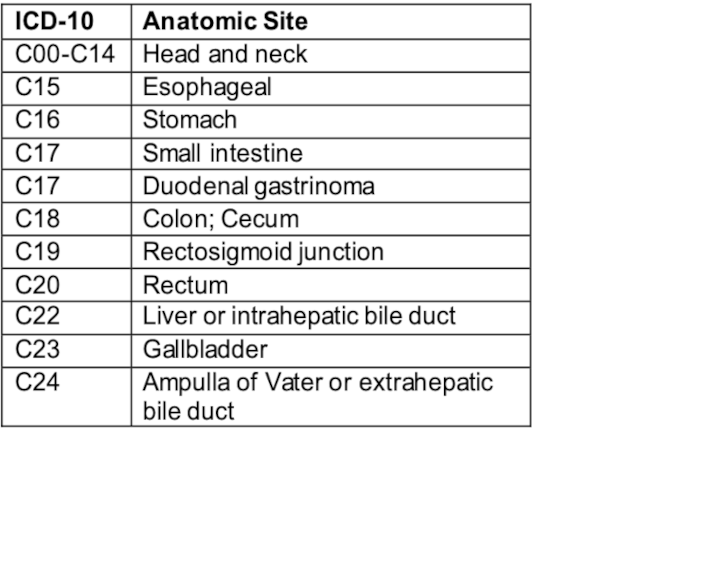 ICD-10 Anatomic Site
C00-C14 Head and neck
C15 Esophageal
C16 Stomach
C17 Small intestine
C17 Duodenal gastrinoma
C18 Colon; Cecum
C19 Rectosigmoid junction
C20 Rectum
C22 Liver or intrahepatic bile duct
C23 Gallbladder
C24 Ampulla of Vater or extrahepatic
bile duct